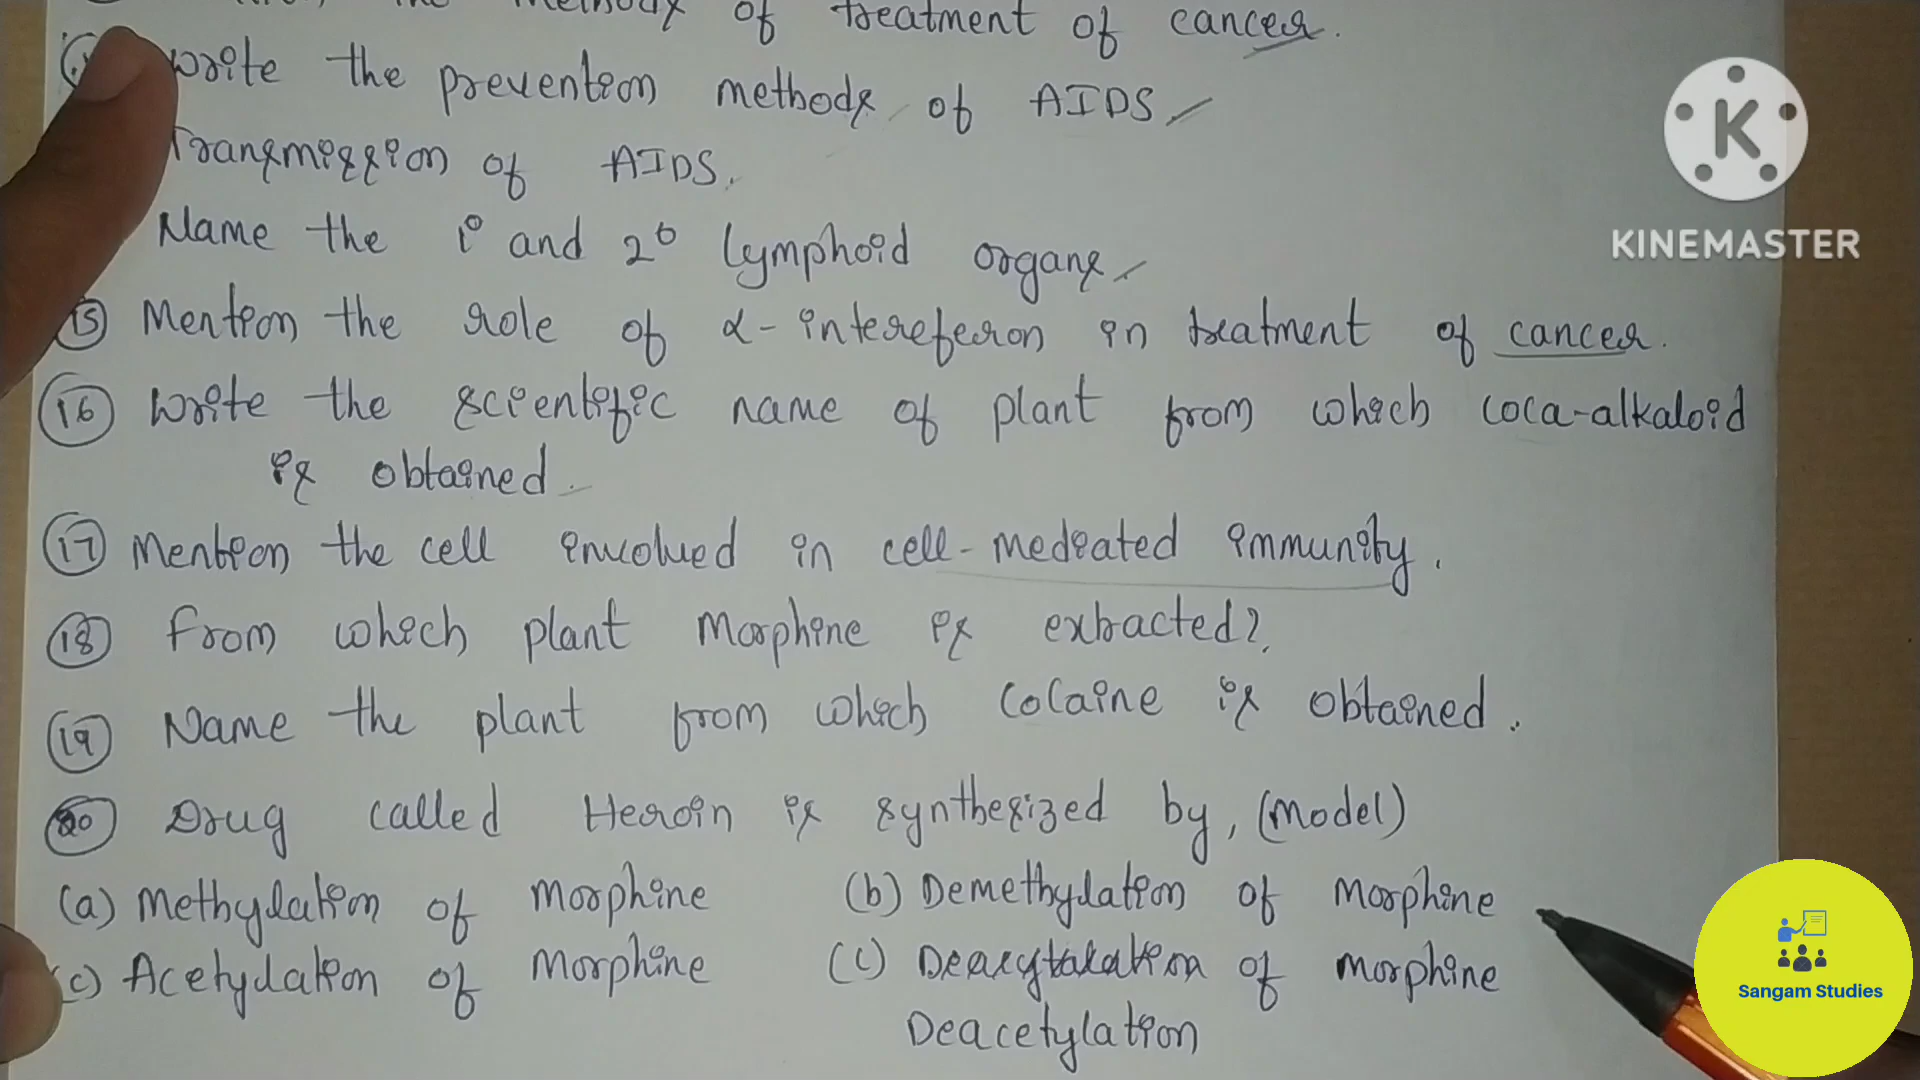 the methods of treatment of cancer.
write the prevention methods of AIDS
Transmission of AIDS.
Name the 1° and 2° lymphoid organs
(15) Mention the role of α-intereferon in treatment of cancer.
(16) Write the scientific name of plant from which coca-alkaloid
is obtained.
(17) Mention the cell involved in cell-mediated immunity.
(18) From which plant morphine is extracted?
(19) Name the plant from which cocaine is obtained.
(20) Drug called Heroin is synthesized by, (Model)
(a) Methylation of morphine (b) Demethylation of morphine
(c) Acetylation of morphine (c) of morphine
Deacetylation
K
KINEMASTER
Sangam Studies